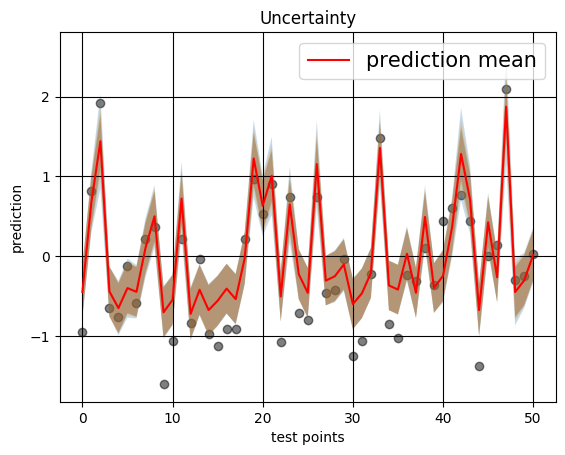 Uncertainty
prediction mean
prediction
2
1
0
−1
0 10 20 30 40 50
test points